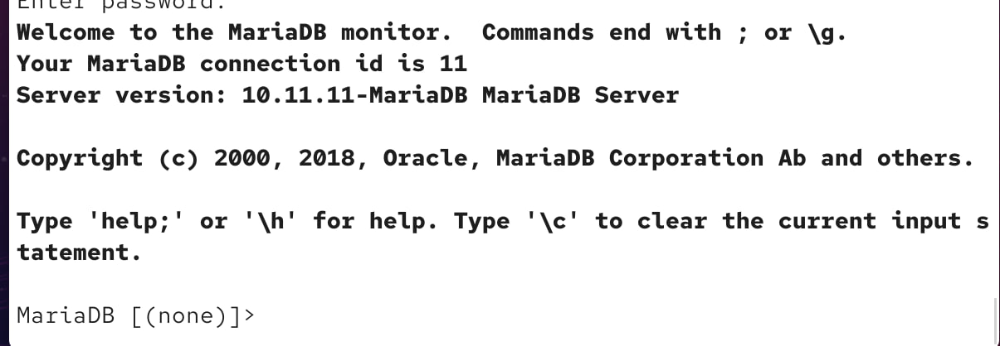 Enter password:
Welcome to the MariaDB monitor.  Commands end with ; or \g.
Your MariaDB connection id is 11
Server version: 10.11.11-MariaDB MariaDB Server

Copyright (c) 2000, 2018, Oracle, MariaDB Corporation Ab and others.

Type 'help;' or '\h' for help. Type '\c' to clear the current input s
tatement.

MariaDB [(none)]>